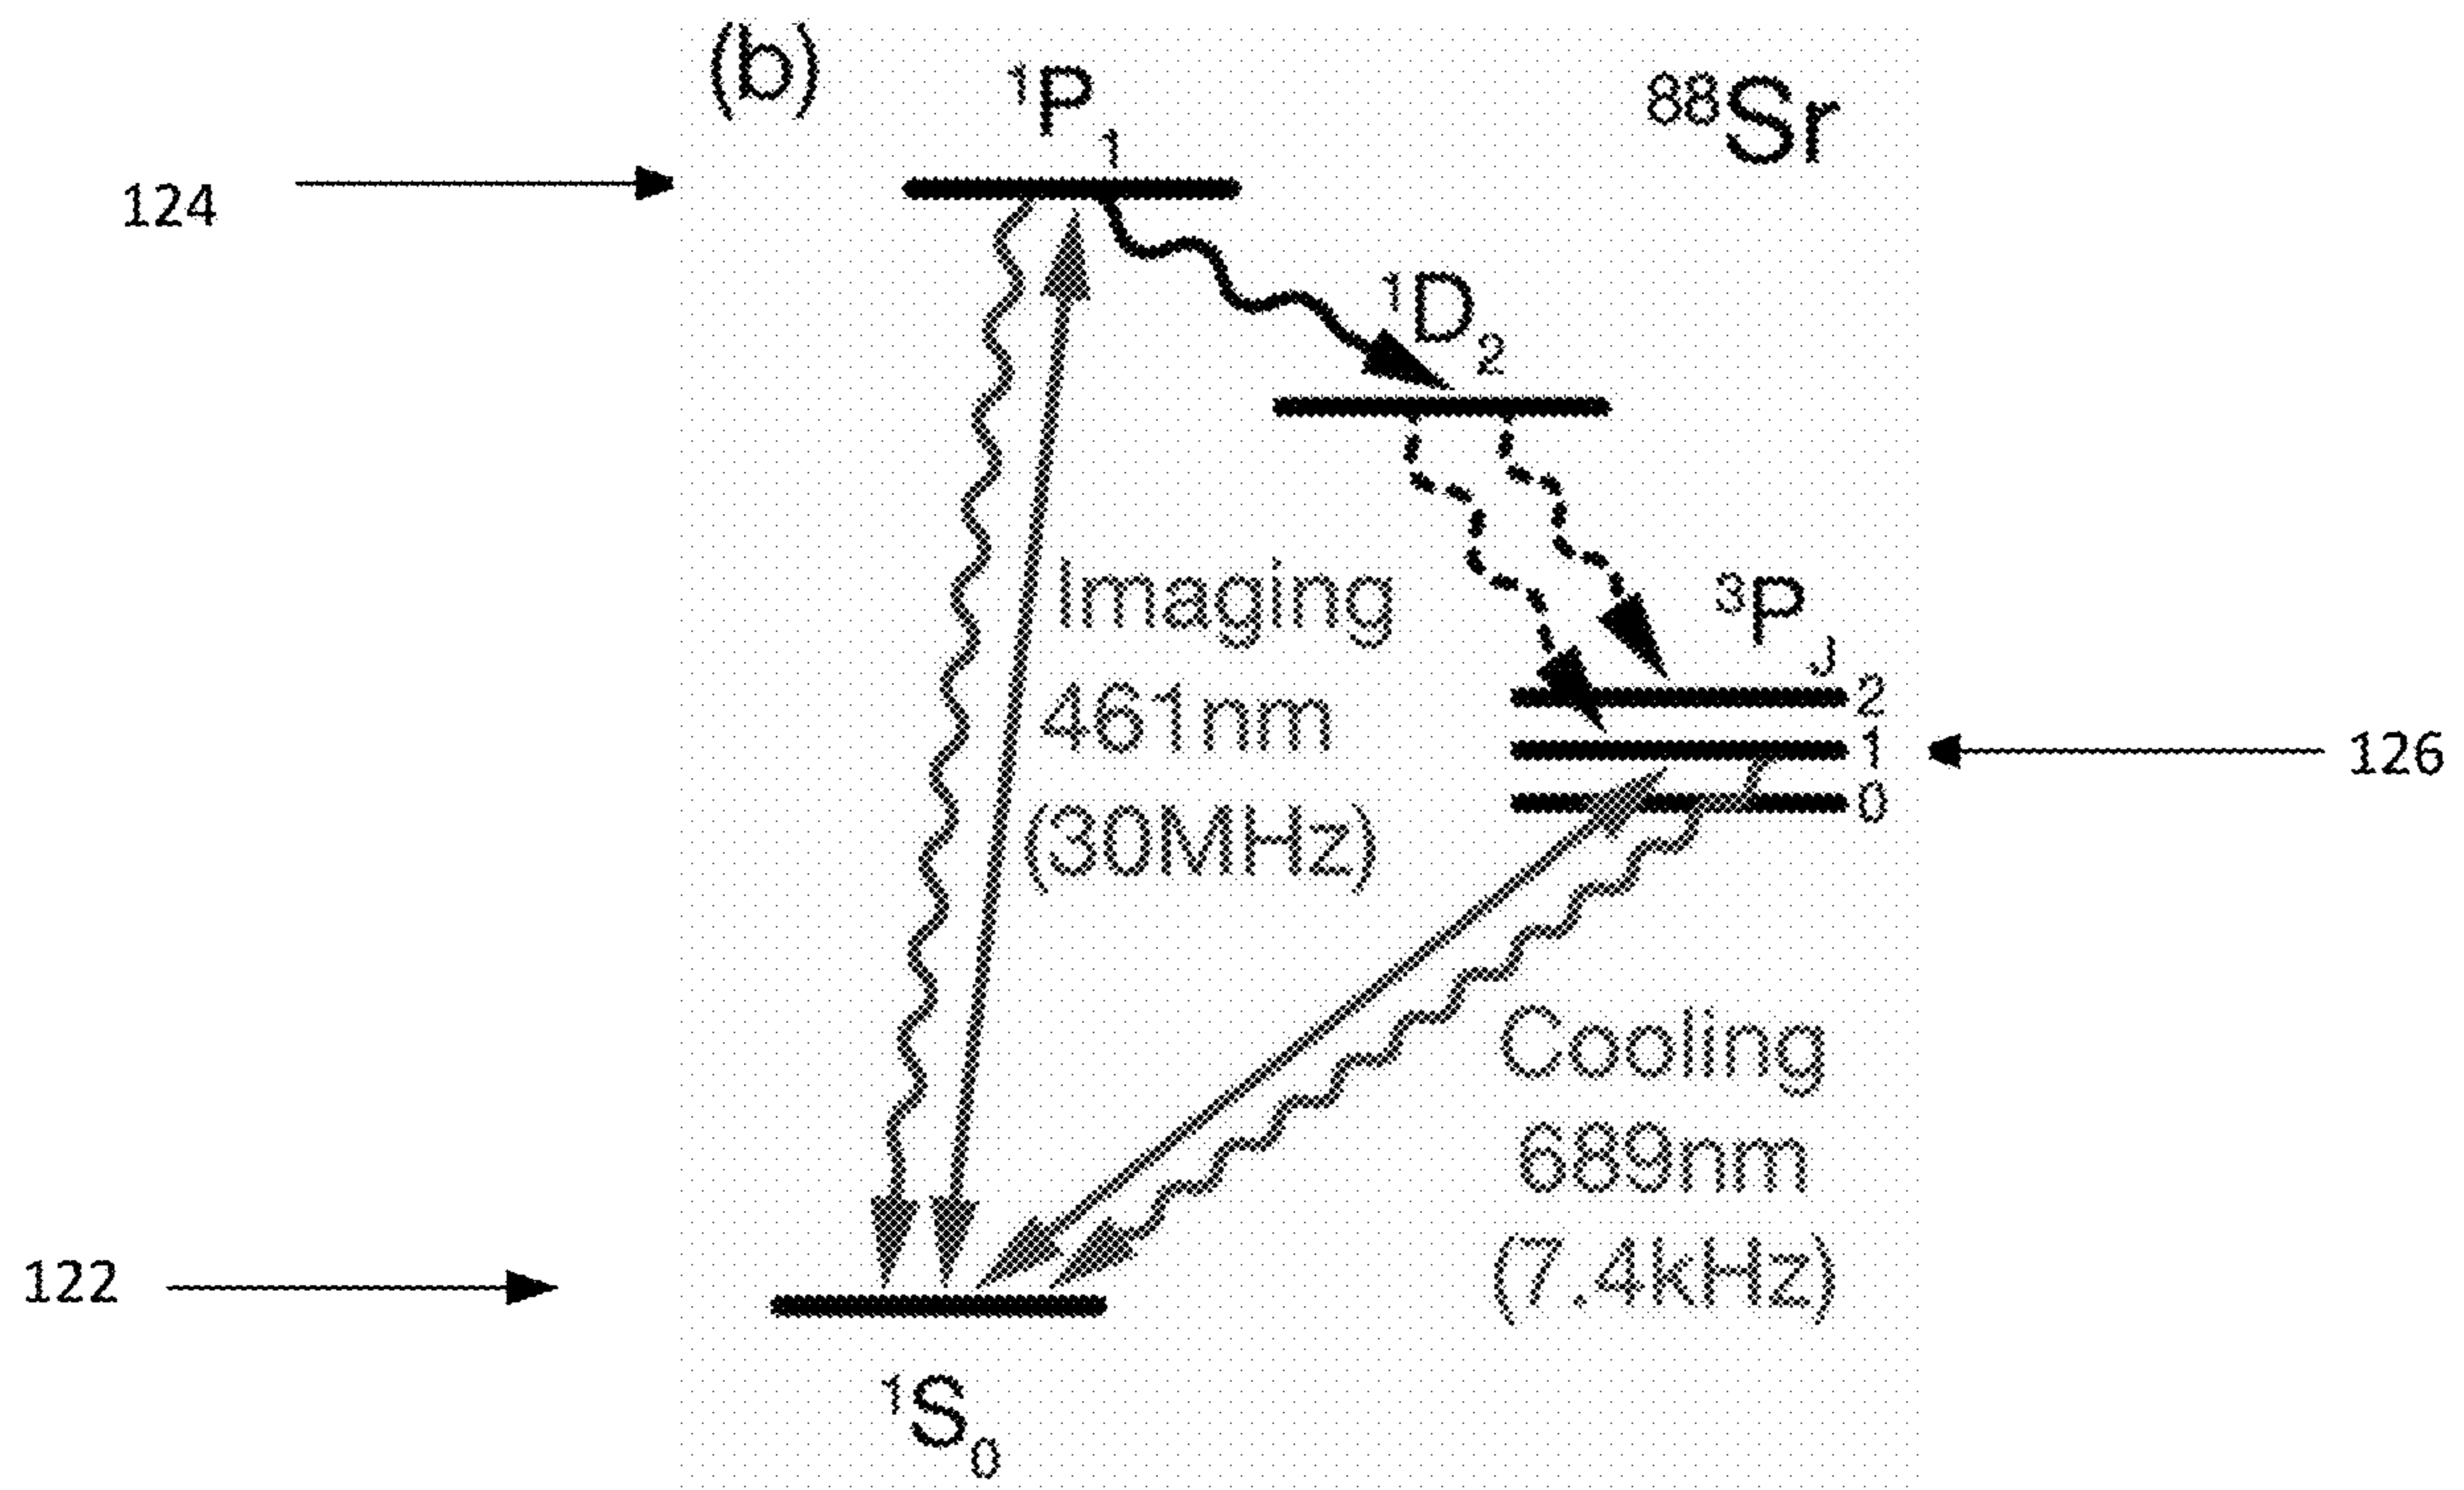 (b)
¹P₁
⁸⁸Sr
124
¹D₂
Imaging
461nm
(30MHz)
³P_J
2
1
0
126
Cooling
689nm
(7.4kHz)
122
¹S₀